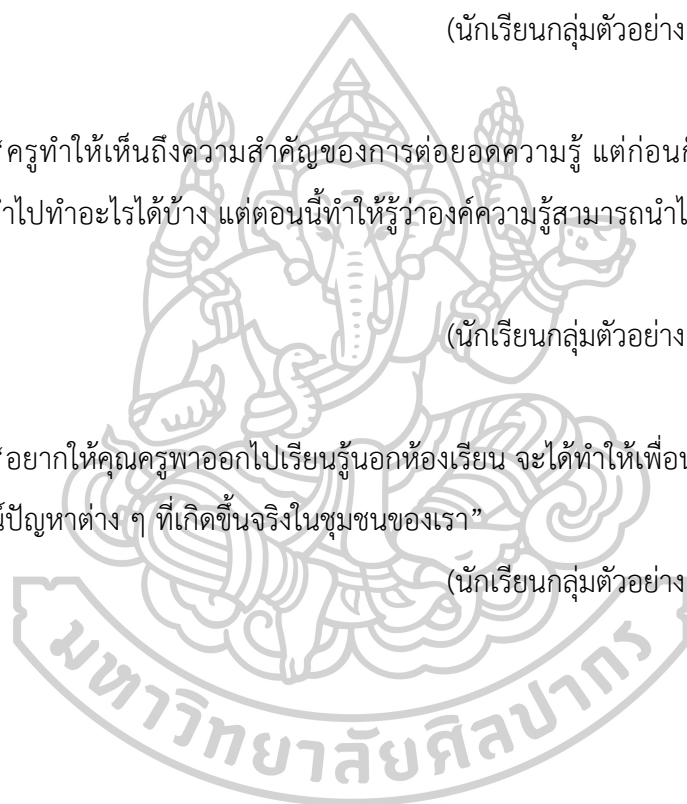 (นักเรียนกลุ่มตัวอย่าง
“ครูทำให้เห็นถึงความสำคัญของการต่อยอดความรู้ แต่ก่อน
ไปทำอะไรได้บ้าง แต่ตอนนี้ทำให้รู้ว่าองค์ความรู้สามารถนำ
(นักเรียนกลุ่มตัวอย่าง
“อยากให้คุณครูพาออกไปเรียนรู้นอกห้องเรียน จะได้ทำให้เพื่อน
ปัญหาต่าง ๆ ที่เกิดขึ้นจริงในชุมชนของเรา”
(นักเรียนกลุ่มตัวอย่าง
มหาวิทยาลัยศิลปากร